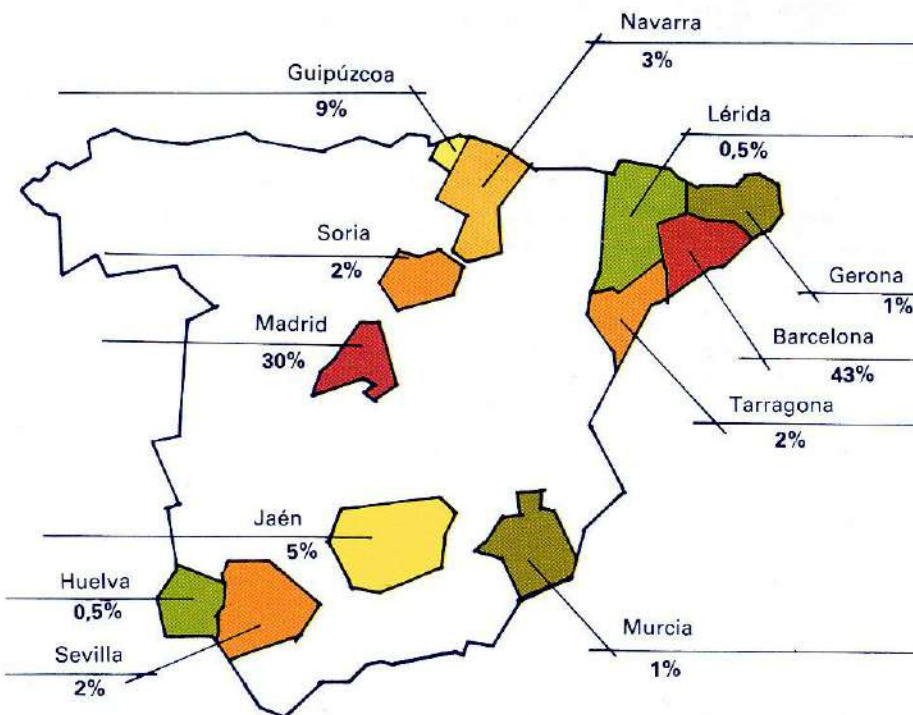 Navarra
3%
Guipúzcoa
9%
Lérida
0,5%
Soria
2%
Gerona
1%
Madrid
30%
Barcelona
43%
Tarragona
2%
Jaén
5%
Huelva
0,5%
Murcia
1%
Sevilla
2%